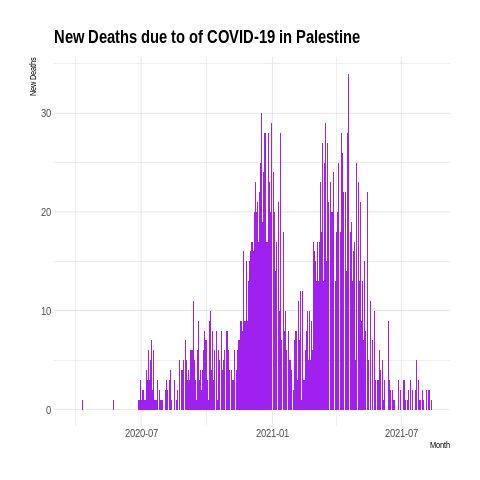 New Deaths due to of COVID-19 in Palestine
New Deaths
30
20
10
0
2020-07
2021-01
2021-07
Month